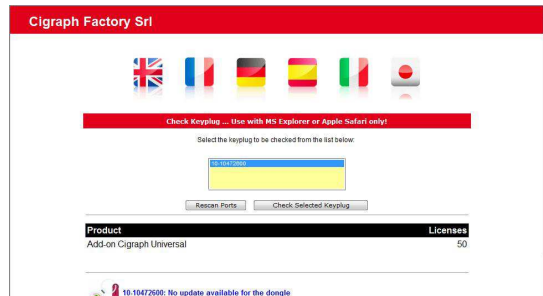 Cigraph Factory Srl
Check Keyplug ... Use with MS Explorer or Apple Safari only!
Select the keyplug to be checked from the list below:
10-10472600
Rescan Ports Check Selected Keyplug
Product Licenses
Add-on Cigraph Universal 50
10-10472600: No update available for the dongle